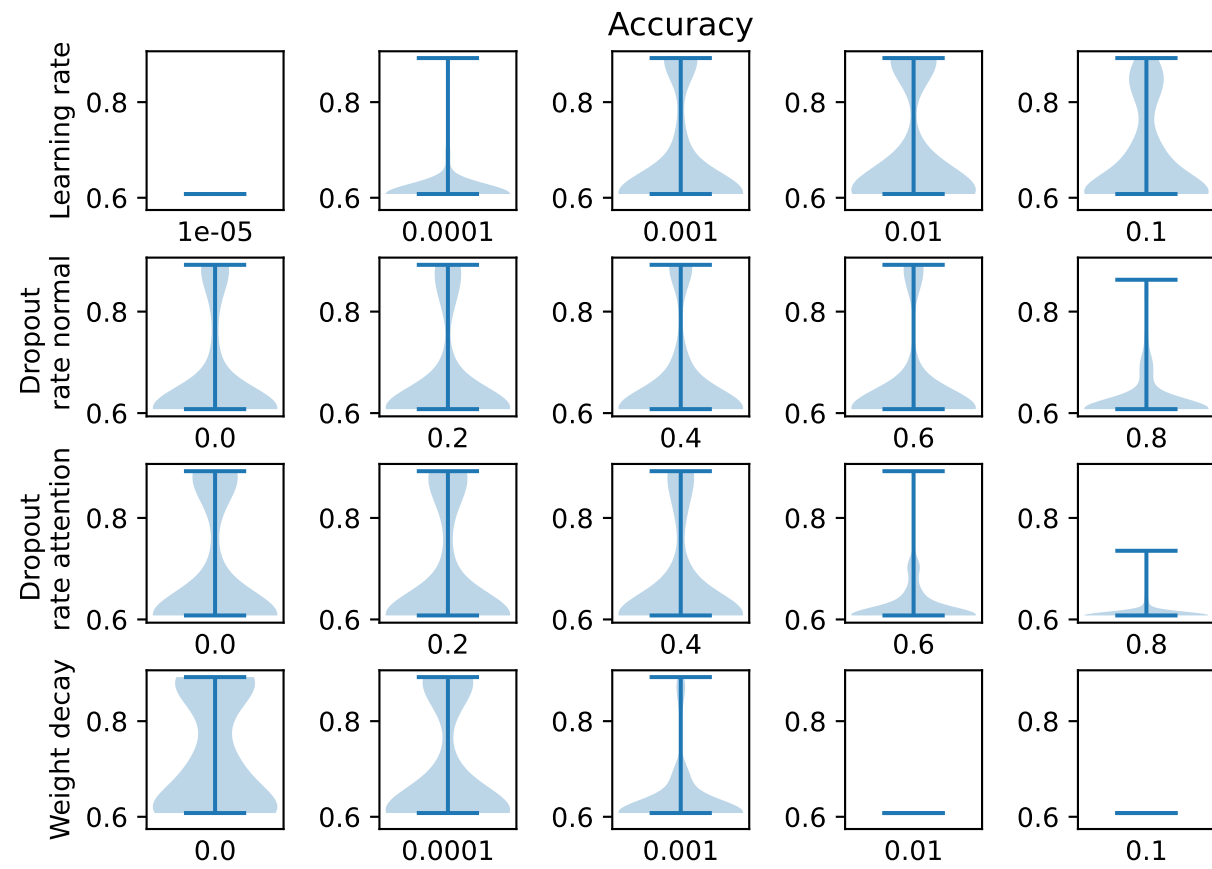 Accuracy
Learning rate
0.8 0.8 0.8 0.8 0.8
0.6 0.6 0.6 0.6 0.6
1e-05 0.0001 0.001 0.01 0.1
Dropout
rate normal
0.8 0.8 0.8 0.8 0.8
0.6 0.6 0.6 0.6 0.6
0.0 0.2 0.4 0.6 0.8
Dropout
rate attention
0.8 0.8 0.8 0.8 0.8
0.6 0.6 0.6 0.6 0.6
0.0 0.2 0.4 0.6 0.8
Weight decay
0.8 0.8 0.8 0.8 0.8
0.6 0.6 0.6 0.6 0.6
0.0 0.0001 0.001 0.01 0.1